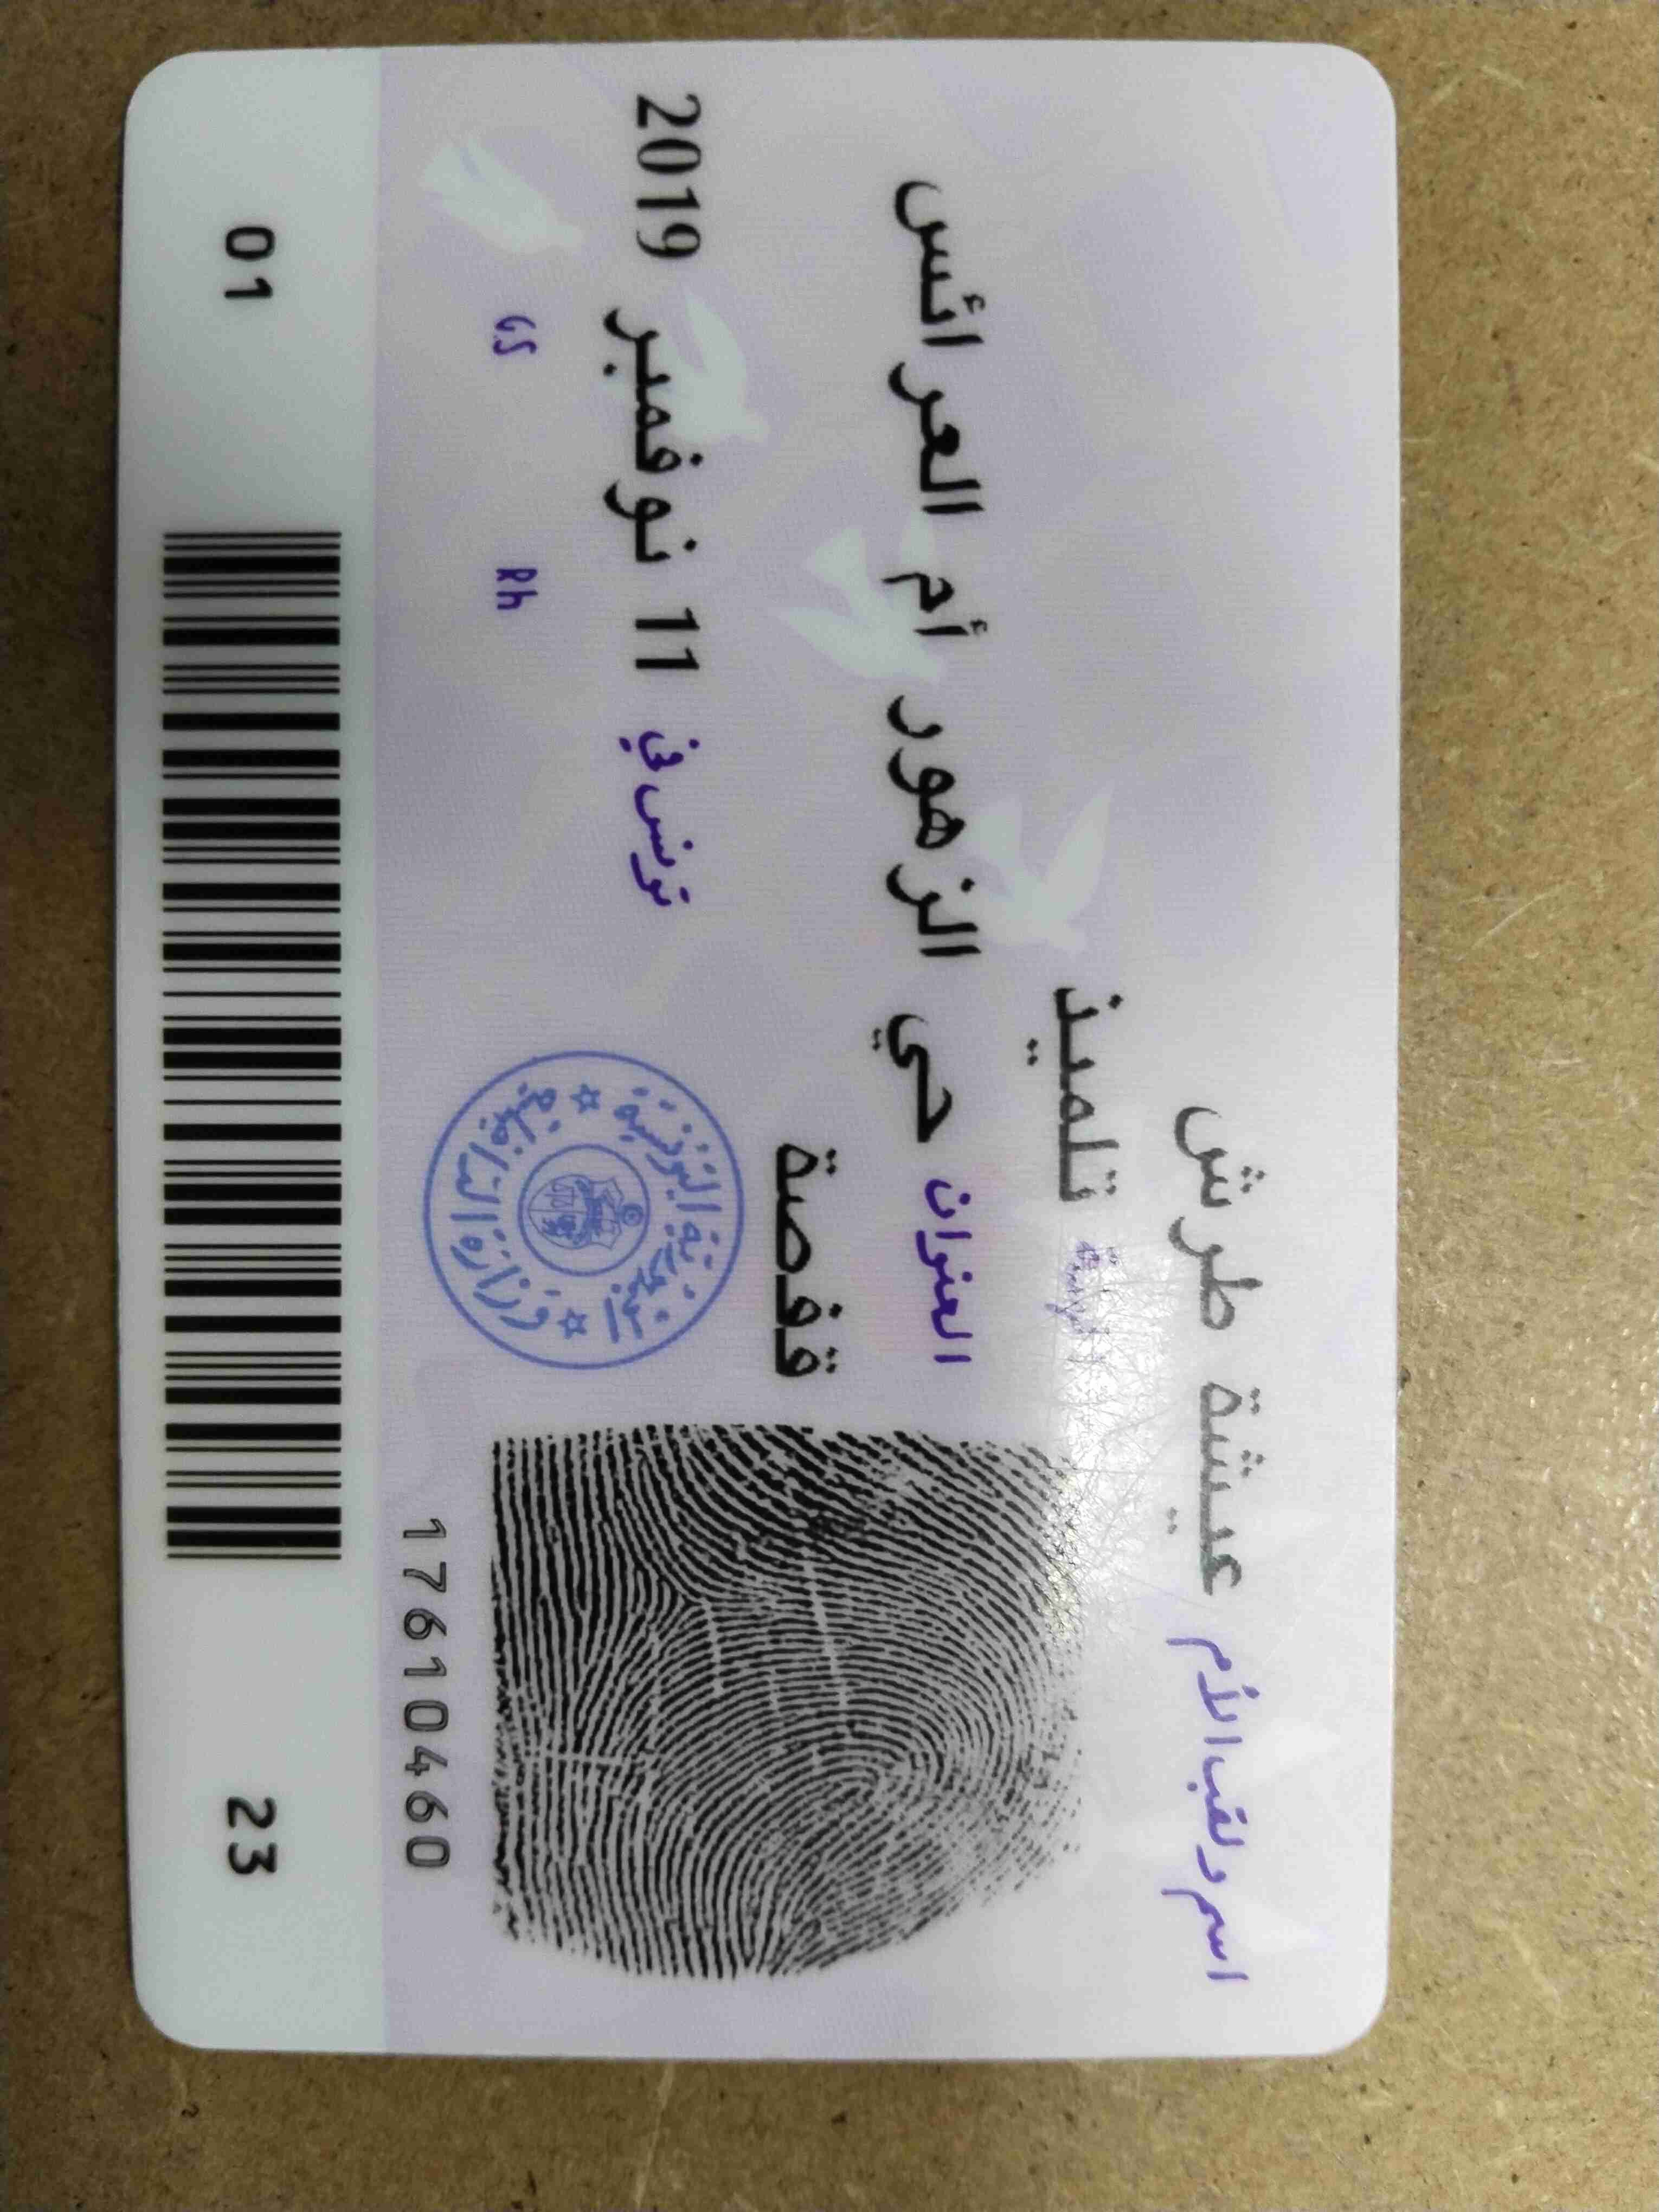 اسم ولقب الأم عيشة طرش
المهنة تلميذ
العنوان حي الزهور أم العرائس
قفصة
تونس في 11 نوفمبر 2019
الجمهورية التونسية
وزارة الداخلية
Rh GS
17610460
01 23